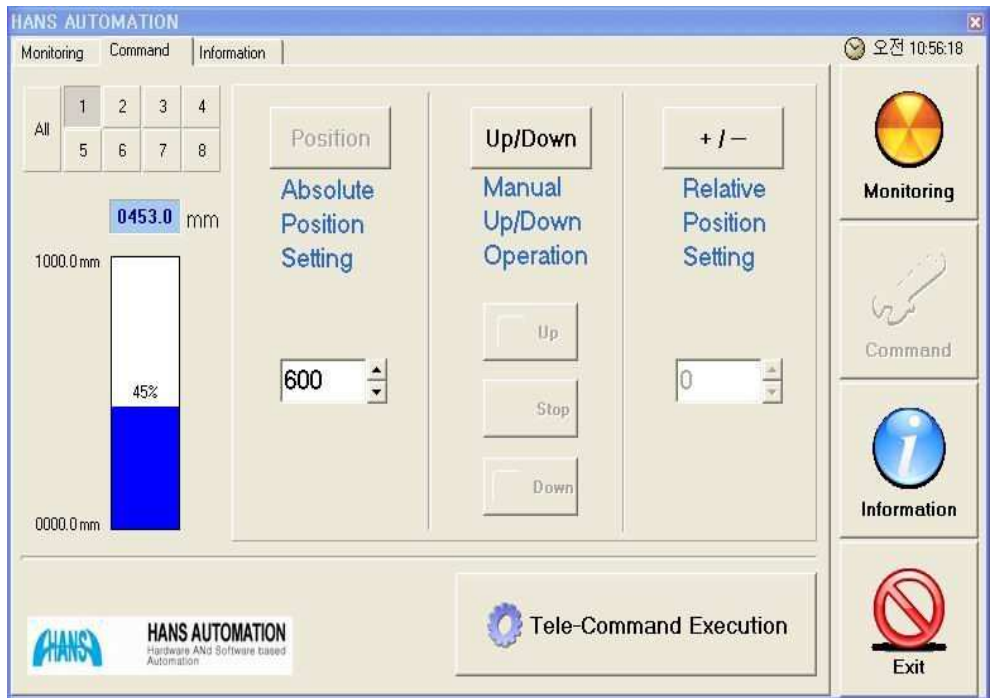 HANS AUTOMATION
Monitoring Command Information
오전 10:56:18
All 1 2 3 4
5 6 7 8
0453.0 mm
1000.0 mm
45%
0000.0 mm
Position
Absolute
Position
Setting
600
Up/Down
Manual
Up/Down
Operation
Up
Stop
Down
+ / −
Relative
Position
Setting
0
Monitoring
Command
Information
Exit
Tele-Command Execution
HANS
HANS AUTOMATION
Hardware ANd Software based
Automation